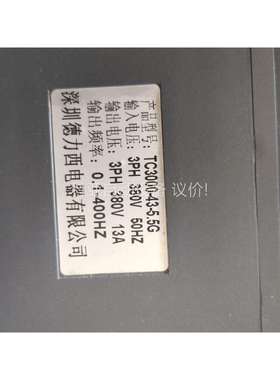 产品型号：TC3000-43-5.5G
输入电压：3PH 380V 50HZ
输出电压：3PH 380V 13A
输出频率：0.1-400HZ
深圳德力西电器有限公司
议价!